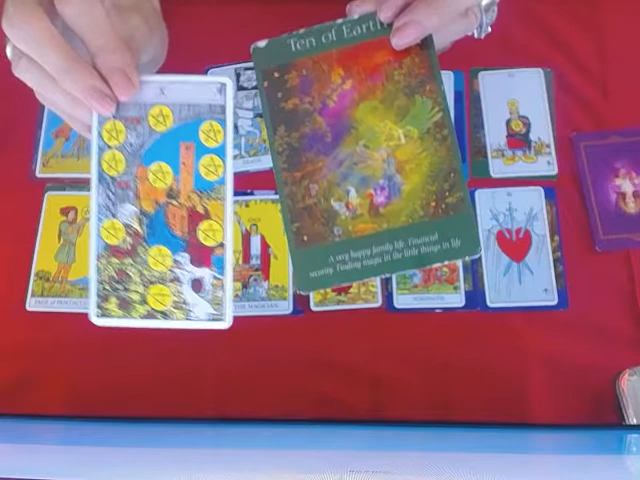 Ten of Earth
X
A very happy family life. Financial
security. Finding magic in the little things in life
DEATH
PAGE of PENTACLES
THE MAGICIAN